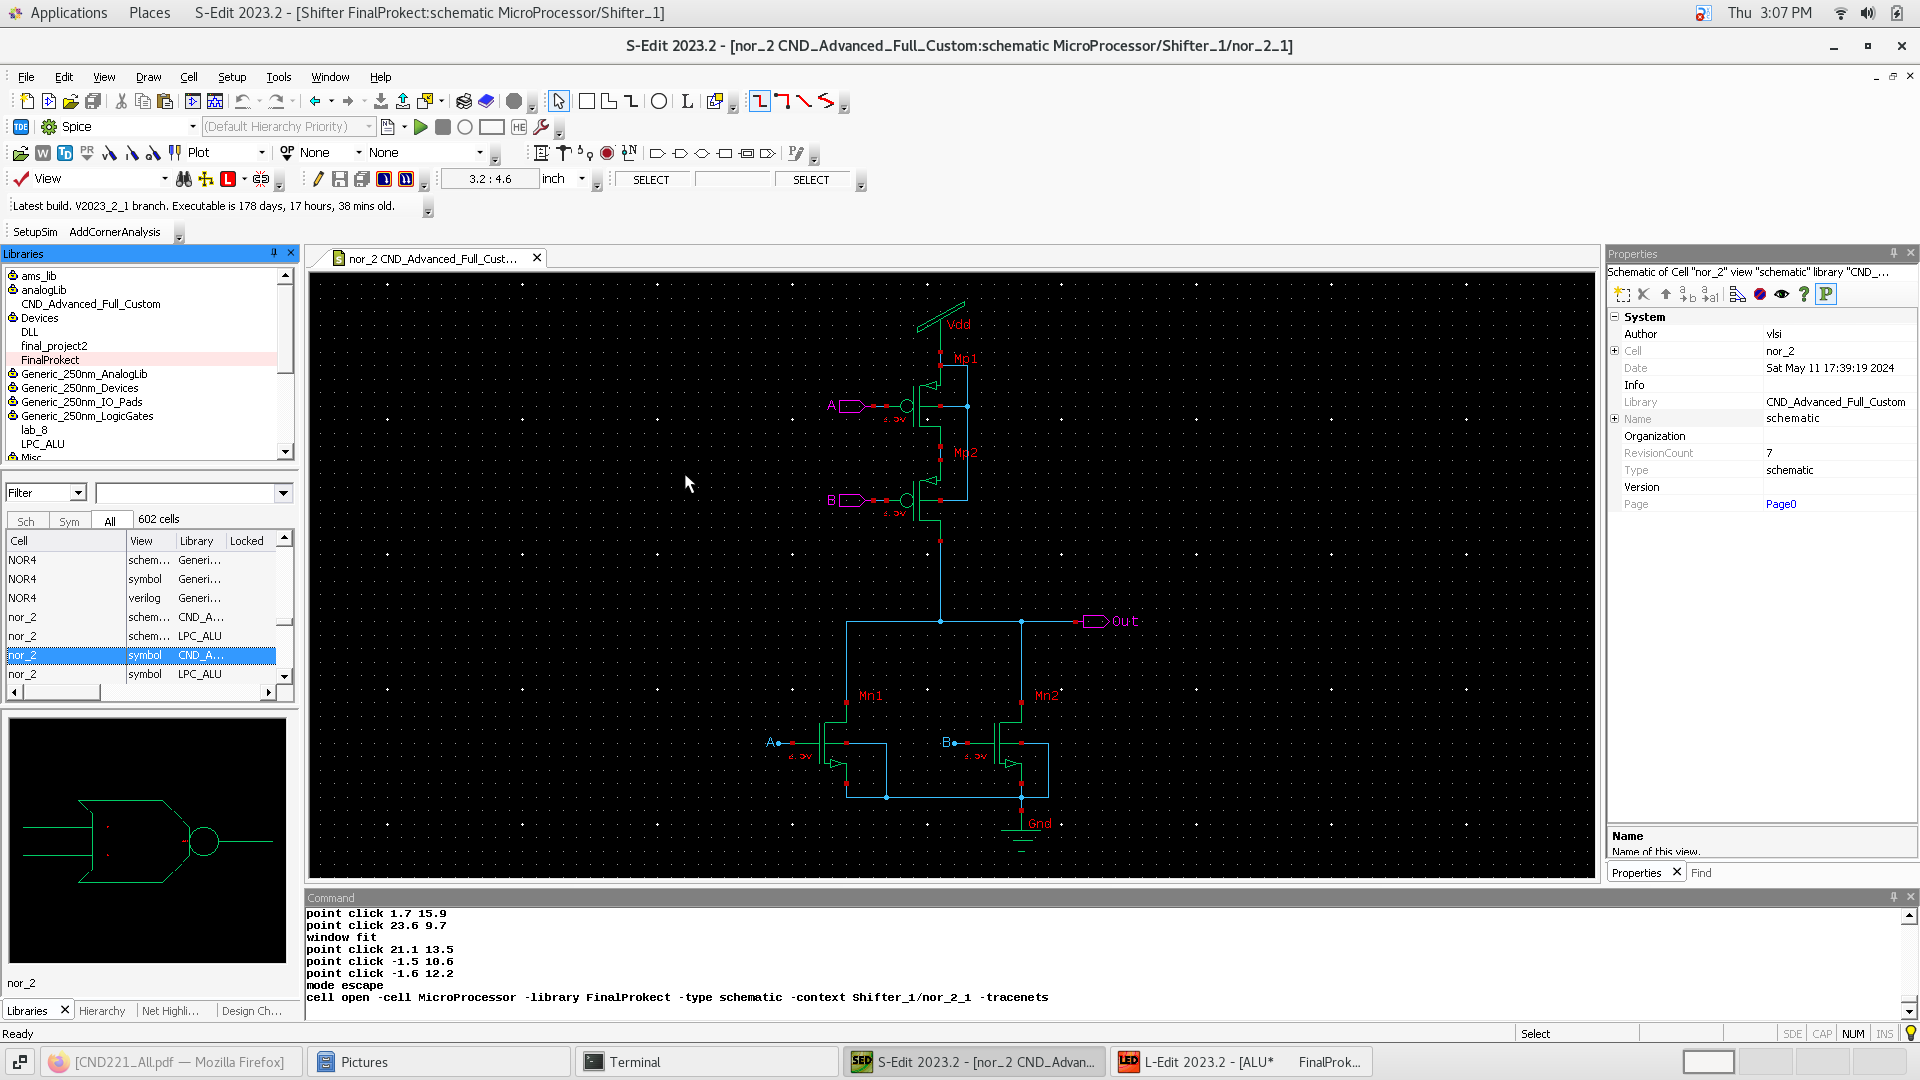 Applications Places S-Edit 2023.2 - [Shifter FinalProkect:schematic MicroProcessor/Shifter_1] Thu 3:07 PM
S-Edit 2023.2 - [nor_2 CND_Advanced_Full_Custom:schematic MicroProcessor/Shifter_1/nor_2_1]
File Edit View Draw Cell Setup Tools Window Help
TDE Spice (Default Hierarchy Priority) HE
W TD PR Plot OP None None
View L 3.2 : 4.6 inch SELECT SELECT
Latest build. V2023_2_1 branch. Executable is 178 days, 17 hours, 38 mins old.
SetupSim AddCornerAnalysis
Libraries
ams_lib
analogLib
CND_Advanced_Full_Custom
Devices
DLL
final_project2
FinalProkect
Generic_250nm_AnalogLib
Generic_250nm_Devices
Generic_250nm_IO_Pads
Generic_250nm_LogicGates
lab_8
LPC_ALU
Misc
Filter
Sch Sym All 602 cells
Cell View Library Locked
NOR4 schem... Generi...
NOR4 symbol Generi...
NOR4 verilog Generi...
nor_2 schem... CND_A...
nor_2 schem... LPC_ALU
nor_2 symbol CND_A...
nor_2 symbol LPC_ALU
nor_2
Libraries Hierarchy Net Highli... Design Ch...
nor_2 CND_Advanced_Full_Cust...
Vdd
Mp1
A
Mp2
B
Out
Mn1 Mn2
A B
Gnd
Properties
Schematic of Cell "nor_2" view "schematic" library "CND_...
System
Author vlsi
Cell nor_2
Date Sat May 11 17:39:19 2024
Info
Library CND_Advanced_Full_Custom
Name schematic
Organization
RevisionCount 7
Type schematic
Version
Page Page0
Name
Name of this view.
Properties Find
Command
point click 1.7 15.9
point click 23.6 9.7
window fit
point click 21.1 13.5
point click -1.5 10.6
point click -1.6 12.2
mode escape
cell open -cell MicroProcessor -library FinalProkect -type schematic -context Shifter_1/nor_2_1 -tracenets
Ready Select SDE CAP NUM INS
[CND221_All.pdf — Mozilla Firefox] Pictures Terminal S-Edit 2023.2 - [nor_2 CND_Advan... L-Edit 2023.2 - [ALU* FinalProk...